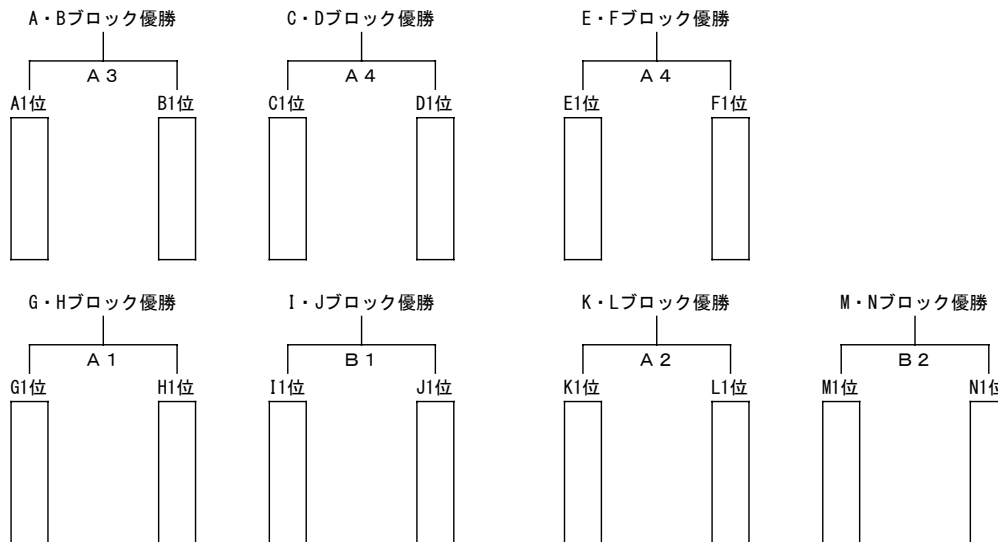 A・Bブロック優勝 C・Dブロック優勝 E・Fブロック優勝
Ａ３ Ａ４ Ａ４
A1位 B1位 C1位 D1位 E1位 F1位
G・Hブロック優勝 I・Jブロック優勝 K・Lブロック優勝 M・Nブロック優勝
Ａ１ Ｂ１ Ａ２ Ｂ２
G1位 H1位 I1位 J1位 K1位 L1位 M1位 N1位